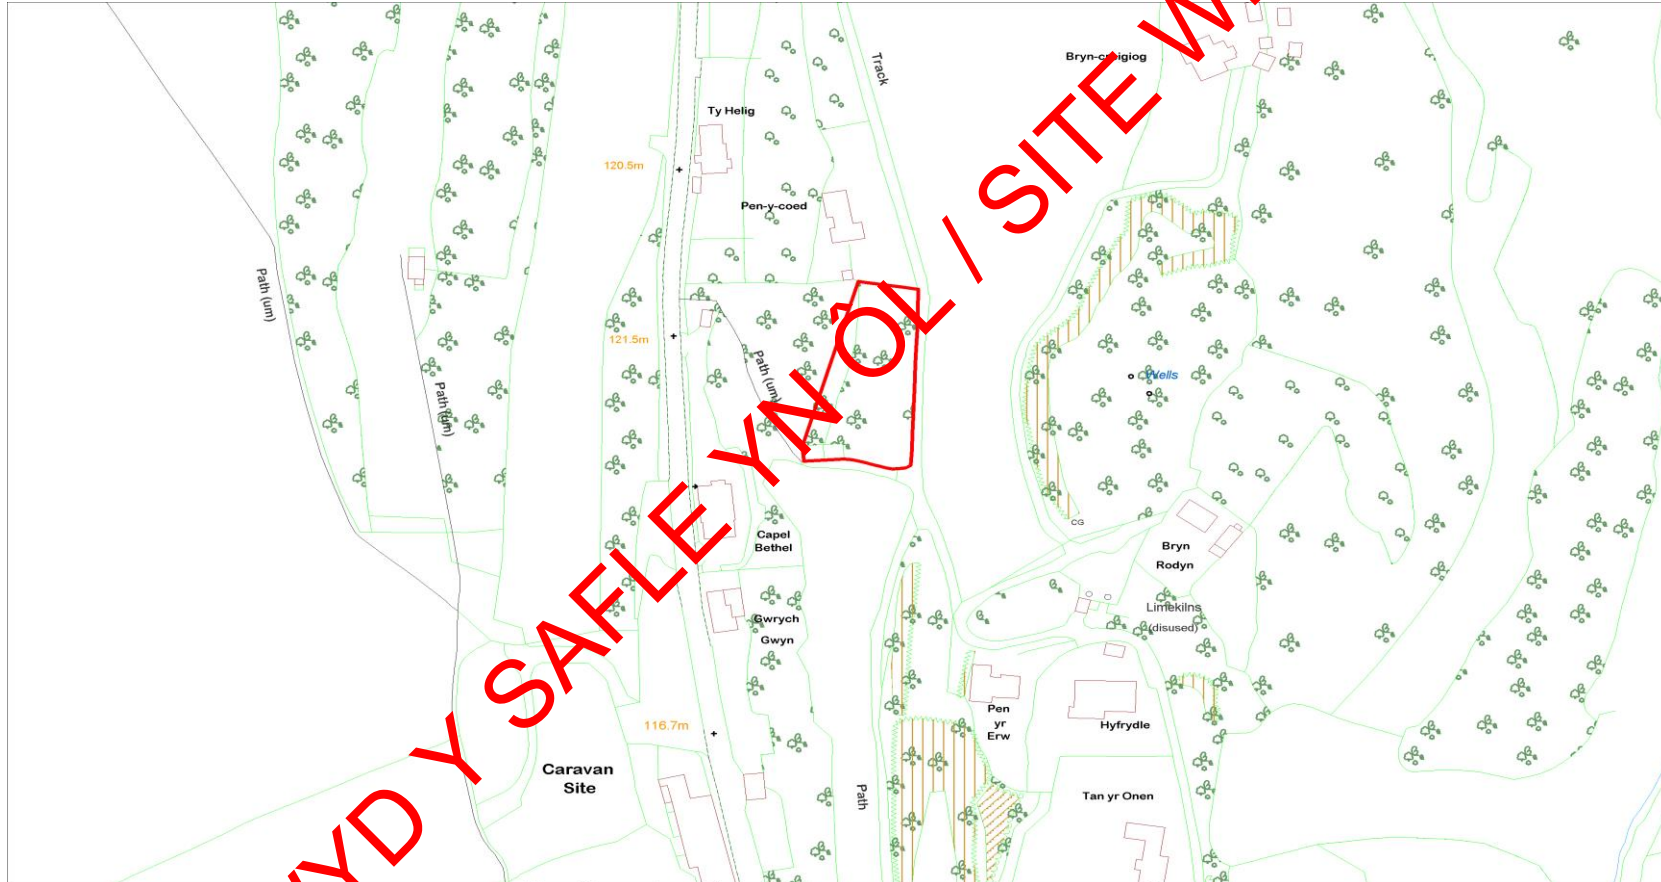 Track
Bryn-creigiog
Ty Helig
120.5m
Pen-y-coed
Path (um)
121.5m
Path (um)
Wells
Path (um)
CG
Capel
Bethel
Bryn
Rodyn
Limekilns
(disused)
Gwrych
Gwyn
Pen
yr
Erw
116.7m
Hyfrydle
Caravan
Site
Path
Tan yr Onen
YD Y SAFLE YN ÔL / SITE W